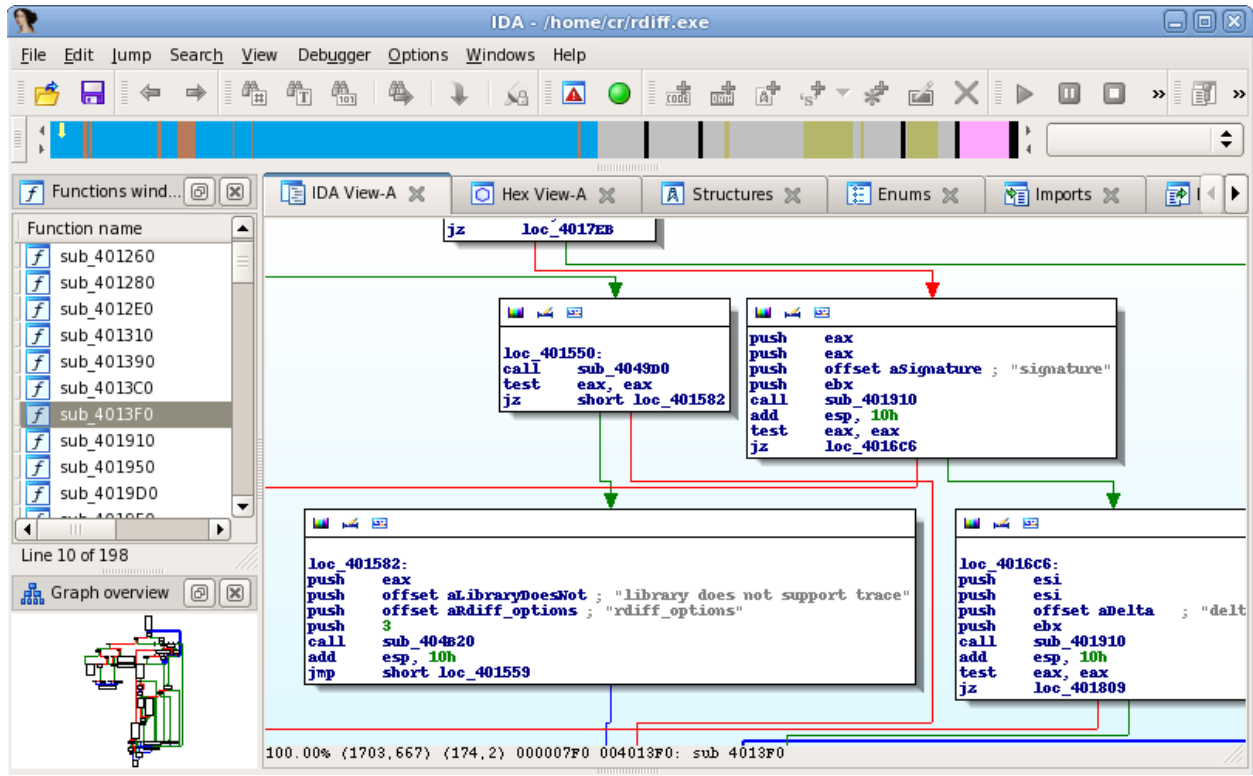 IDA - /home/cr/rdiff.exe
File Edit Jump Search View Debugger Options Windows Help
Functions wind...
IDA View-A
Hex View-A
Structures
Enums
Imports
Function name
sub_401260
sub_401280
sub_4012E0
sub_401310
sub_401390
sub_4013C0
sub_4013F0
sub_401910
sub_401950
sub_4019D0
Line 10 of 198
Graph overview
jz loc_4017EB
loc_401550:
call sub_4049D0
test eax, eax
jz short loc_401582
push eax
push eax
push offset aSignature ; "signature"
push ebx
call sub_401910
add esp, 10h
test eax, eax
jz loc_4016C6
loc_401582:
push eax
push offset aLibraryDoesNot ; "library does not support trace"
push offset aRdiff_options ; "rdiff_options"
push 3
call sub_404B20
add esp, 10h
jmp short loc_401559
loc_4016C6:
push esi
push esi
push offset aDelta ; "delt
push ebx
call sub_401910
add esp, 10h
test eax, eax
jz loc_401809
100.00% (1703,667) (174,2) 000007F0 004013F0: sub 4013F0